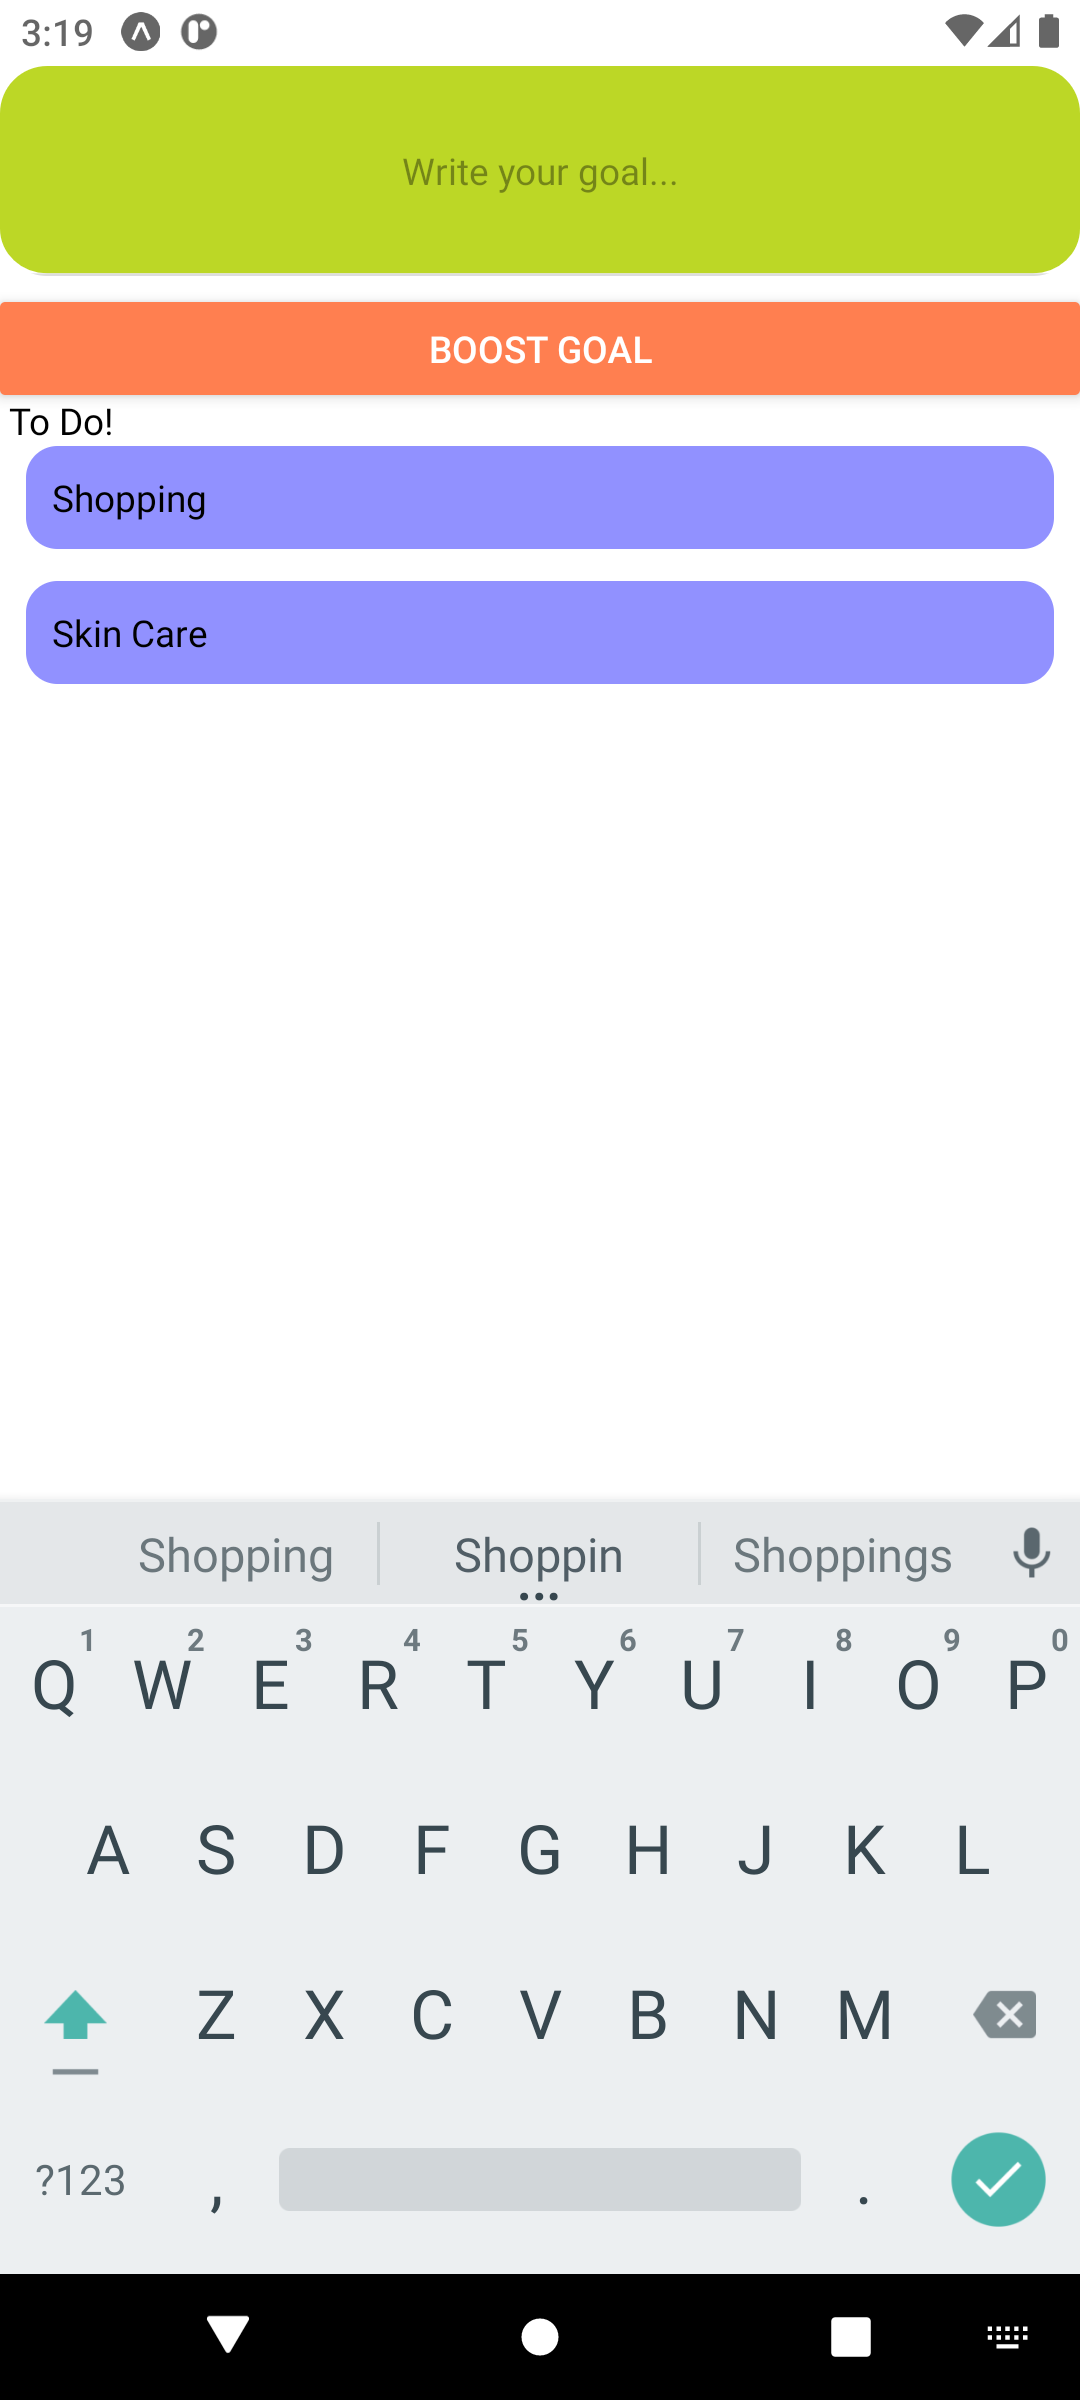 3:19
Write your goal...
BOOST GOAL
To Do!
Shopping
Skin Care
Shopping Shoppin Shoppings
1 2 3 4 5 6 7 8 9 0
Q W E R T Y U I O P
A S D F G H J K L
Z X C V B N M
?123 , .